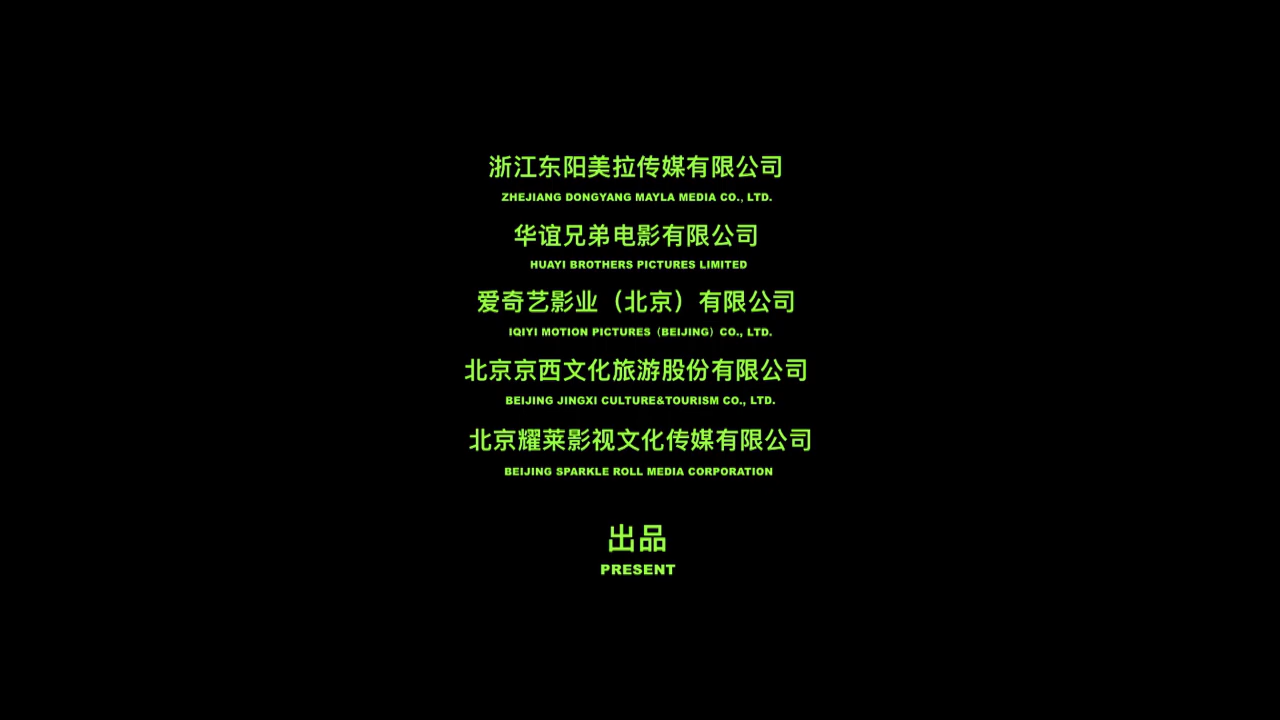 浙江东阳美拉传媒有限公司
ZHEJIANG DONGYANG MAYLA MEDIA CO., LTD.
华谊兄弟电影有限公司
HUAYI BROTHERS PICTURES LIMITED
爱奇艺影业（北京）有限公司
IQIYI MOTION PICTURES（BEIJING）CO., LTD.
北京京西文化旅游股份有限公司
BEIJING JINGXI CULTURE&TOURISM CO., LTD.
北京耀莱影视文化传媒有限公司
BEIJING SPARKLE ROLL MEDIA CORPORATION
出品
PRESENT